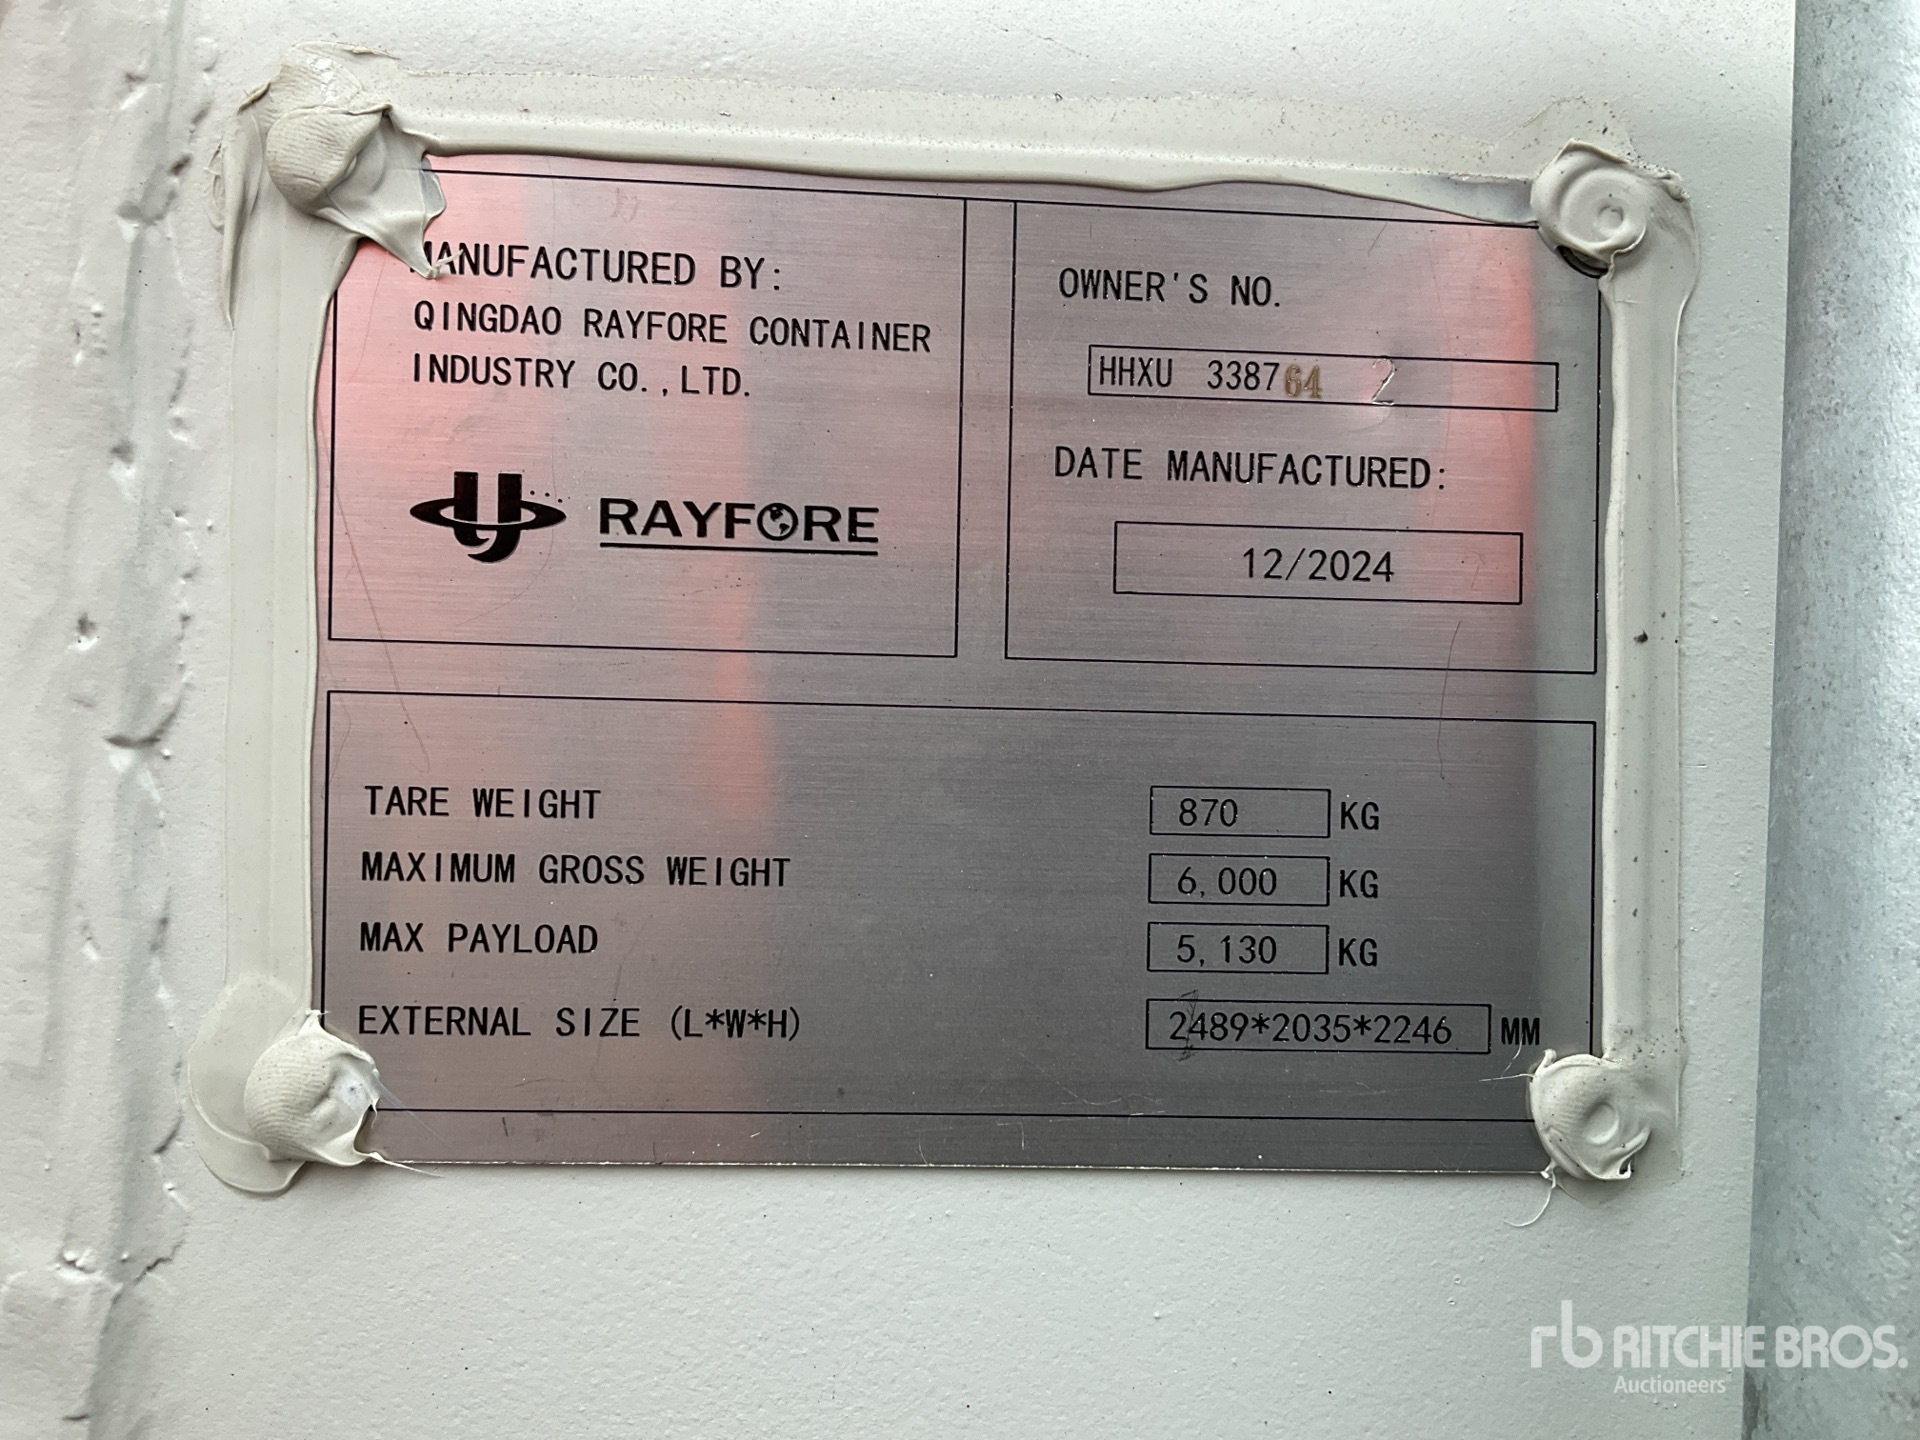 MANUFACTURED BY:
QINGDAO RAYFORE CONTAINER
INDUSTRY CO.,LTD.
RAYFORE
OWNER'S NO.
HHXU 338764 2
DATE MANUFACTURED:
12/2024
TARE WEIGHT 870 KG
MAXIMUM GROSS WEIGHT 6,000 KG
MAX PAYLOAD 5,130 KG
EXTERNAL SIZE (L*W*H) 2489*2035*2246 MM
rb RITCHIE BROS.
Auctioneers